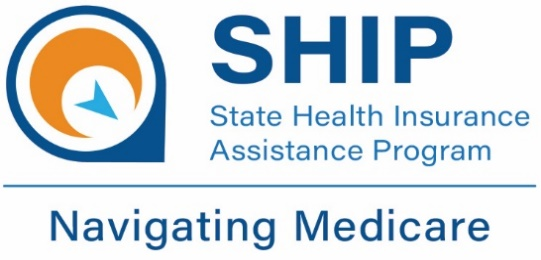 SHIP
State Health Insurance
Assistance Program
Navigating Medicare